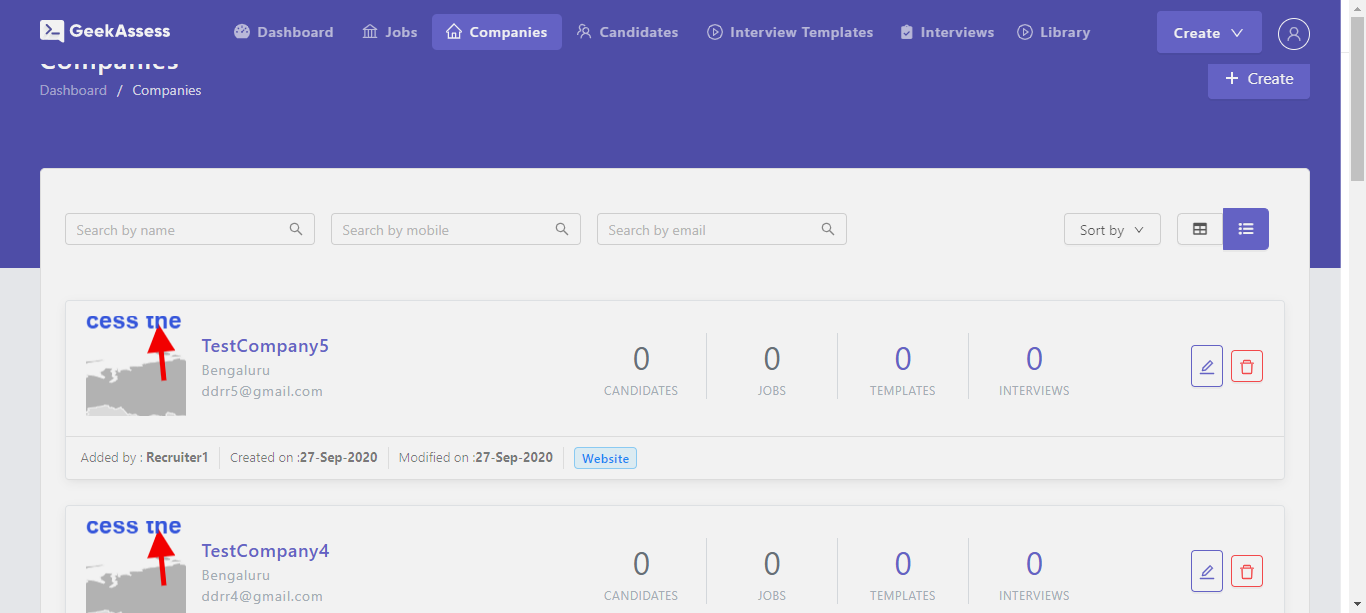 GeekAssess Dashboard Jobs Companies Candidates Interview Templates Interviews Library Create
Companies
Dashboard / Companies
Create
Search by name Search by mobile Search by email Sort by
cess the
TestCompany5
Bengaluru
ddrr5@gmail.com
0 0 0 0
CANDIDATES JOBS TEMPLATES INTERVIEWS
Added by : Recruiter1 Created on :27-Sep-2020 Modified on :27-Sep-2020 Website
cess the
TestCompany4
Bengaluru
ddrr4@gmail.com
0 0 0 0
CANDIDATES JOBS TEMPLATES INTERVIEWS